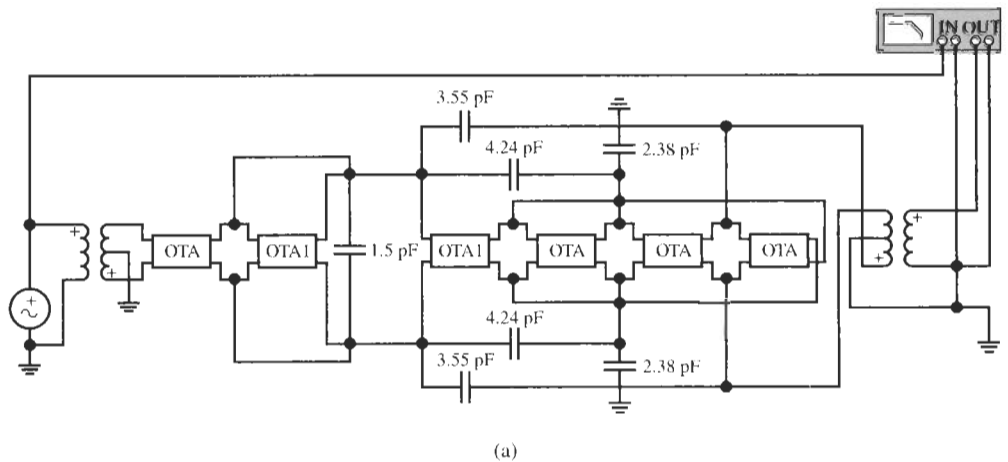 IN OUT
3.55 pF
4.24 pF
2.38 pF
OTA
OTA1
1.5 pF
OTA1
OTA
OTA
OTA
4.24 pF
3.55 pF
2.38 pF
(a)